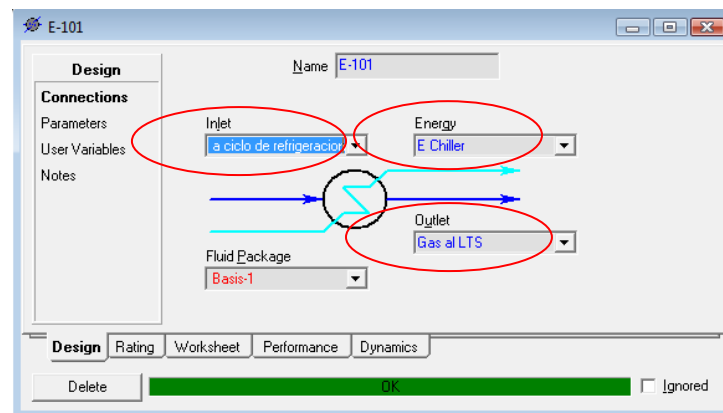 E-101
Design
Connections
Parameters
User Variables
Notes
Name E-101
Inlet
a ciclo de refrigeracion
Energy
E Chiller
Outlet
Gas al LTS
Fluid Package
Basis-1
Design Rating Worksheet Performance Dynamics
Delete OK Ignored